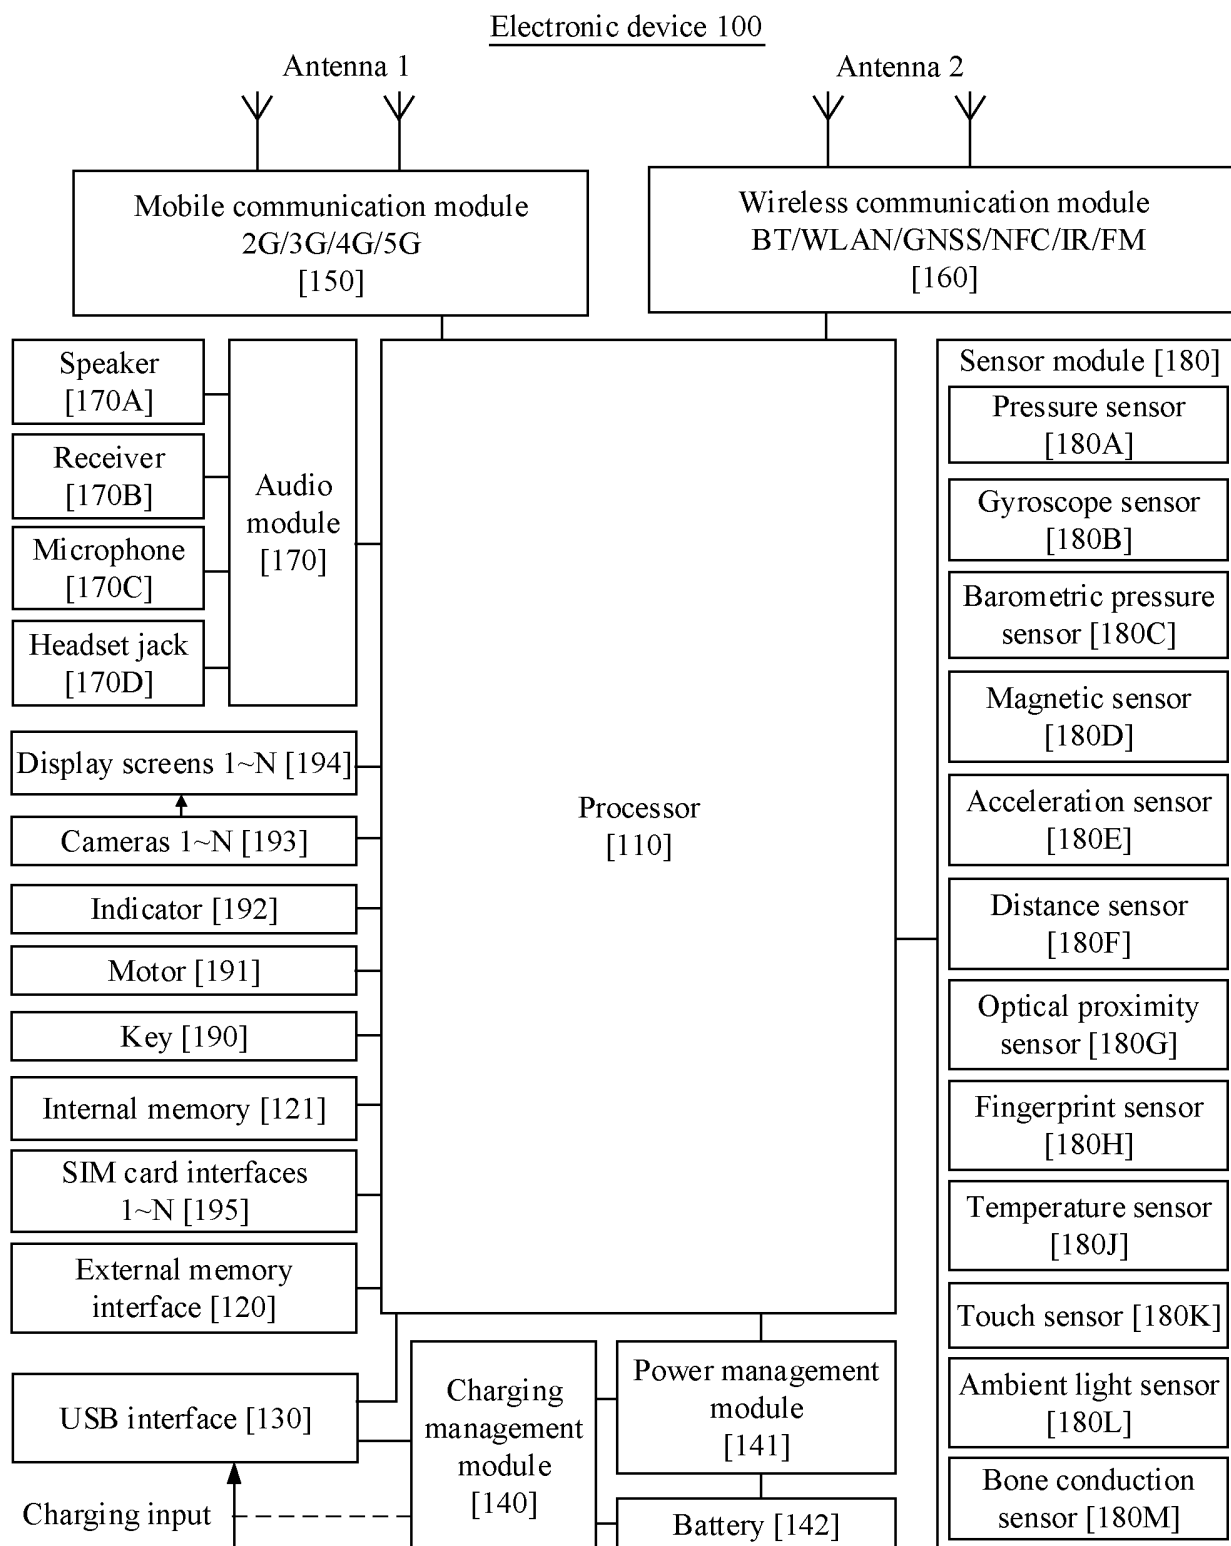 Electronic device 100
Antenna 1
Antenna 2
Mobile communication module
2G/3G/4G/5G
[150]
Wireless communication module
BT/WLAN/GNSS/NFC/IR/FM
[160]
Speaker
[170A]
Receiver
[170B]
Microphone
[170C]
Headset jack
[170D]
Audio
module
[170]
Display screens 1~N [194]
Cameras 1~N [193]
Indicator [192]
Motor [191]
Key [190]
Internal memory [121]
SIM card interfaces
1~N [195]
External memory
interface [120]
USB interface [130]
Charging input
Processor
[110]
Charging
management
module
[140]
Power management
module
[141]
Battery [142]
Sensor module [180]
Pressure sensor
[180A]
Gyroscope sensor
[180B]
Barometric pressure
sensor [180C]
Magnetic sensor
[180D]
Acceleration sensor
[180E]
Distance sensor
[180F]
Optical proximity
sensor [180G]
Fingerprint sensor
[180H]
Temperature sensor
[180J]
Touch sensor [180K]
Ambient light sensor
[180L]
Bone conduction
sensor [180M]